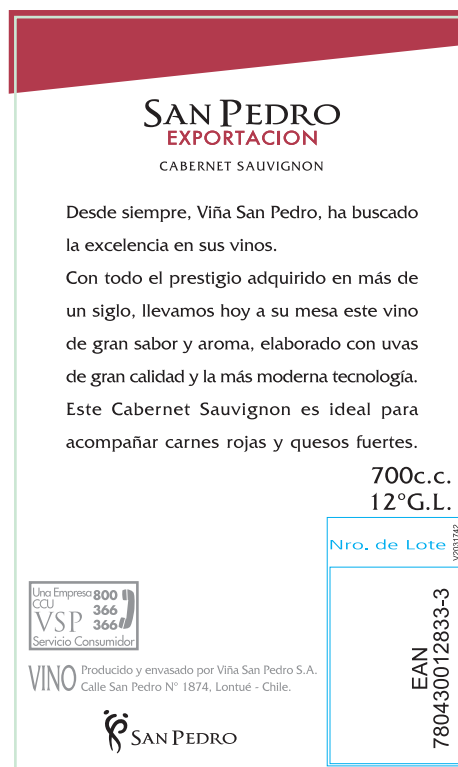 SAN PEDRO
EXPORTACION
CABERNET SAUVIGNON
Desde siempre, Viña San Pedro, ha buscado
la excelencia en sus vinos.
Con todo el prestigio adquirido en más de
un siglo, llevamos hoy a su mesa este vino
de gran sabor y aroma, elaborado con uvas
de gran calidad y la más moderna tecnología.
Este Cabernet Sauvignon es ideal para
acompañar carnes rojas y quesos fuertes.
700c.c.
12°G.L.
Nro. de Lote
V2031742
Una Empresa
CCU
VSP
800
366
366
Servicio Consumidor
EAN
780430012833-3
VINO
Producido y envasado por Viña San Pedro S.A.
Calle San Pedro N° 1874, Lontué - Chile.
SAN PEDRO